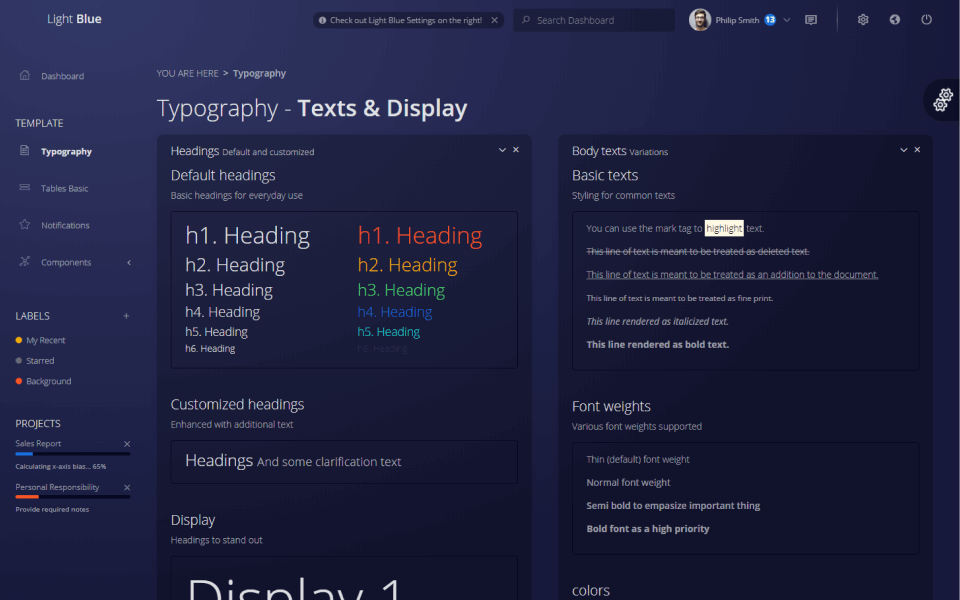 Light Blue
Check out Light Blue Settings on the right!
Search Dashboard
Philip Smith 13
Dashboard
TEMPLATE
Typography
Tables Basic
Notifications
Components
LABELS
My Recent
Starred
Background
PROJECTS
Sales Report
Calculating x-axis bias... 65%
Personal Responsibility
Provide required notes
YOU ARE HERE > Typography
Typography - Texts & Display
Headings Default and customized
Default headings
Basic headings for everyday use
h1. Heading
h2. Heading
h3. Heading
h4. Heading
h5. Heading
h6. Heading
h1. Heading
h2. Heading
h3. Heading
h4. Heading
h5. Heading
h6. Heading
Customized headings
Enhanced with additional text
Headings And some clarification text
Display
Headings to stand out
Display 1
Body texts Variations
Basic texts
Styling for common texts
You can use the mark tag to highlight text.
This line of text is meant to be treated as deleted text.
This line of text is meant to be treated as an addition to the document.
This line of text is meant to be treated as fine print.
This line rendered as italicized text.
This line rendered as bold text.
Font weights
Various font weights supported
Thin (default) font weight
Normal font weight
Semi bold to empasize important thing
Bold font as a high priority
colors